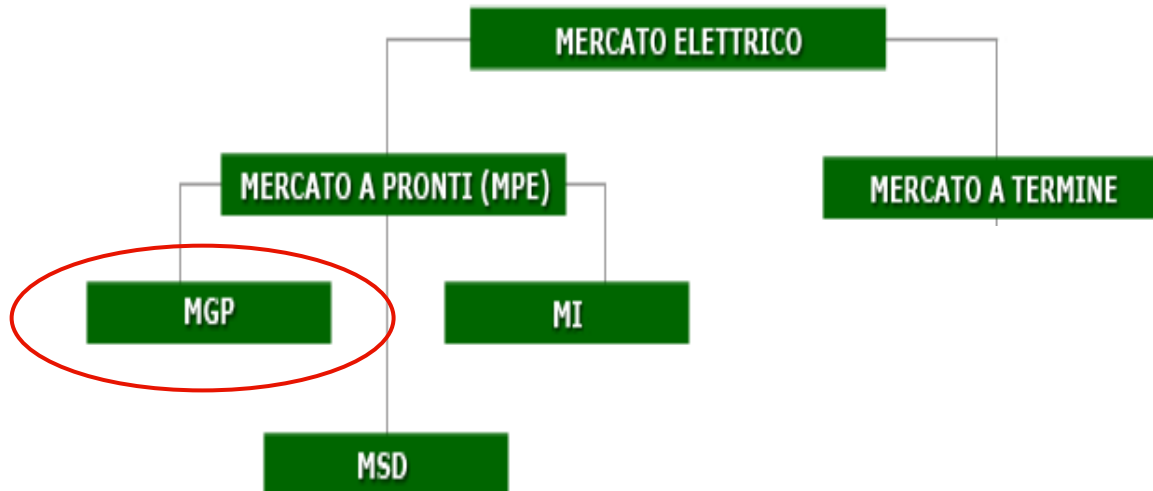 MERCATO ELETTRICO
MERCATO A PRONTI (MPE)
MERCATO A TERMINE
MGP
MI
MSD